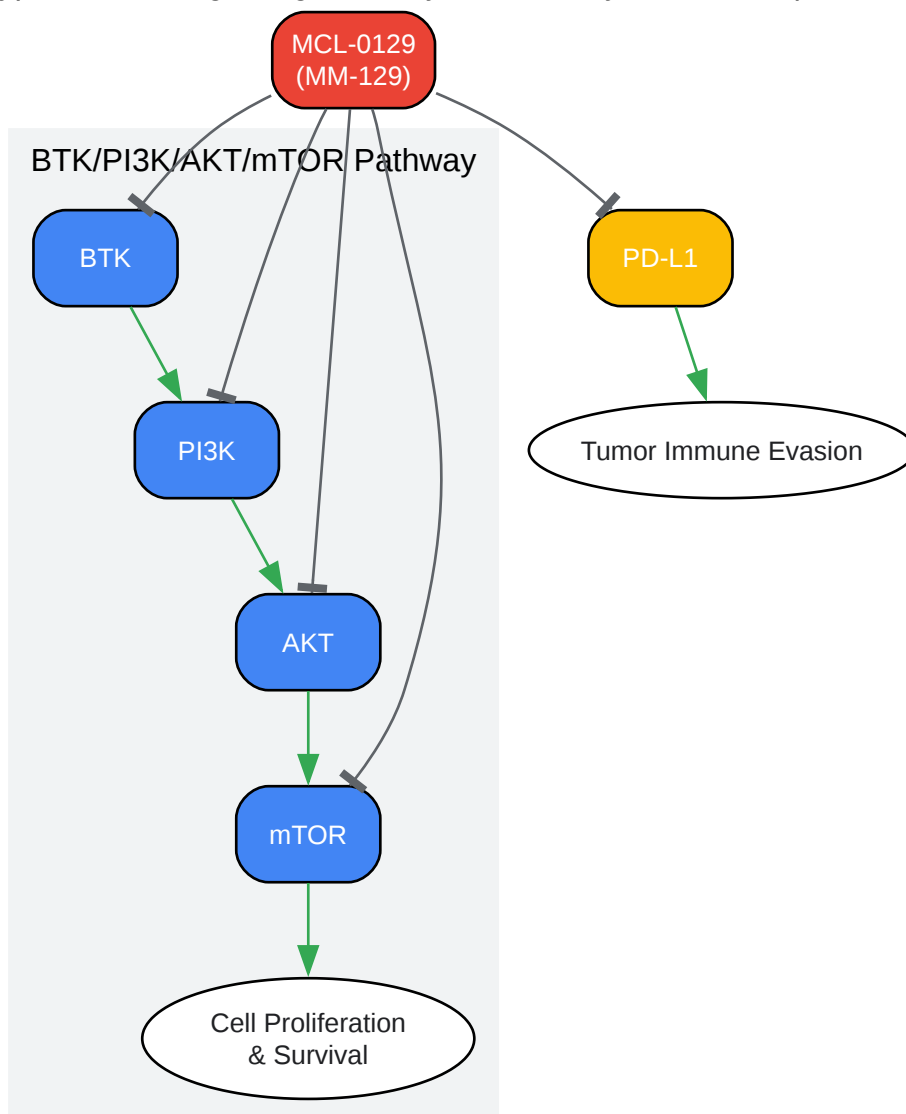 MCL-0129
(MM-129)
BTK/PI3K/AKT/mTOR Pathway
BTK
PD-L1
PI3K
Tumor Immune Evasion
AKT
mTOR
Cell Proliferation
& Survival